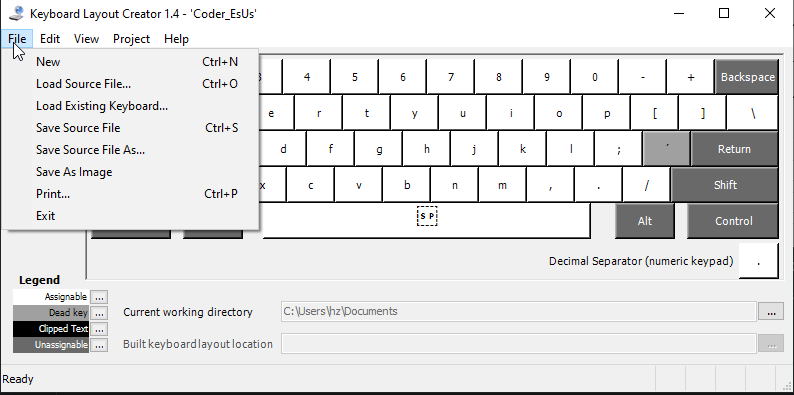 Keyboard Layout Creator 1.4 - 'Coder_EsUs'
File Edit View Project Help
New Ctrl+N
Load Source File... Ctrl+O
Load Existing Keyboard...
Save Source File Ctrl+S
Save Source File As...
Save As Image
Print... Ctrl+P
Exit
3 4 5 6 7 8 9 0 - + Backspace
e r t y u i o p [ ] \
d f g h j k l ; ´ Return
x c v b n m , . / Shift
SP Alt Control
Decimal Separator (numeric keypad) .
Legend
Assignable ...
Dead key ...
Clipped Text ...
Unassignable ...
Current working directory C:\Users\hz\Documents ...
Built keyboard layout location ...
Ready